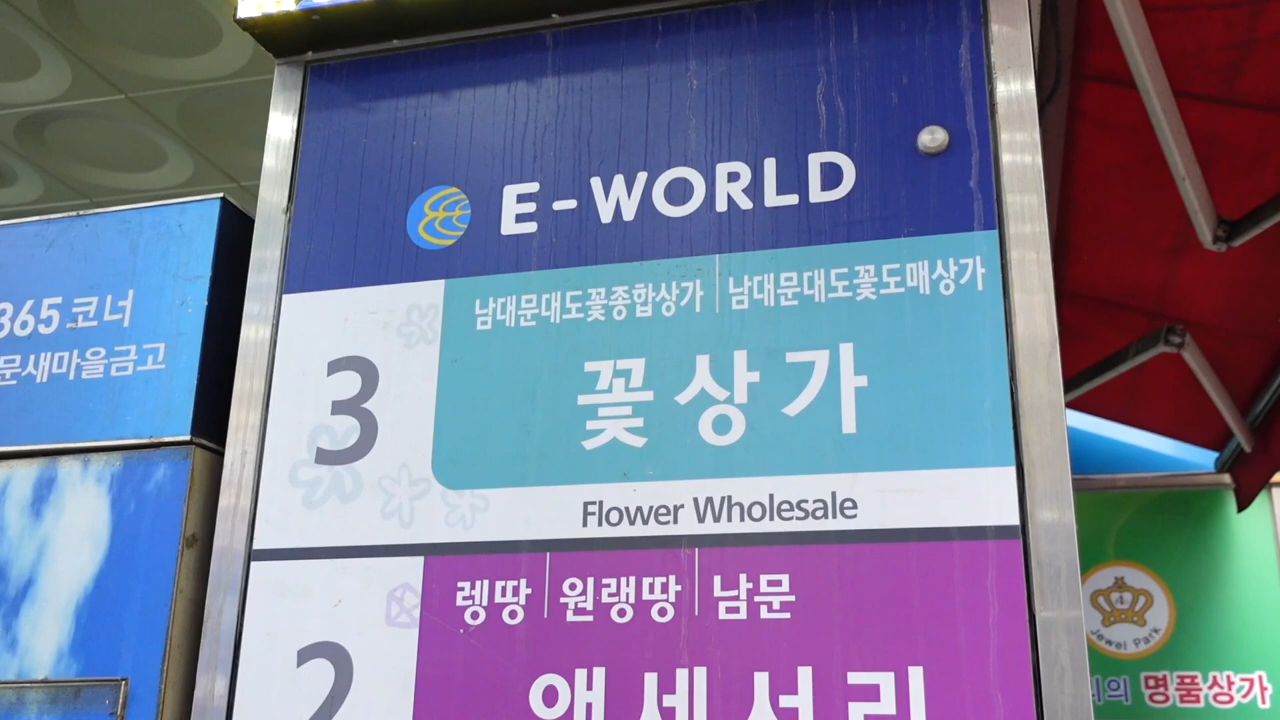 E-WORLD
남대문대도꽃종합상가 | 남대문대도꽃도매상가
3
꽃상가
Flower Wholesale
렝땅 | 원랭땅 | 남문
2
액세서리
365 코너
문새마을금고
4
Jewel Park
의 명품상가